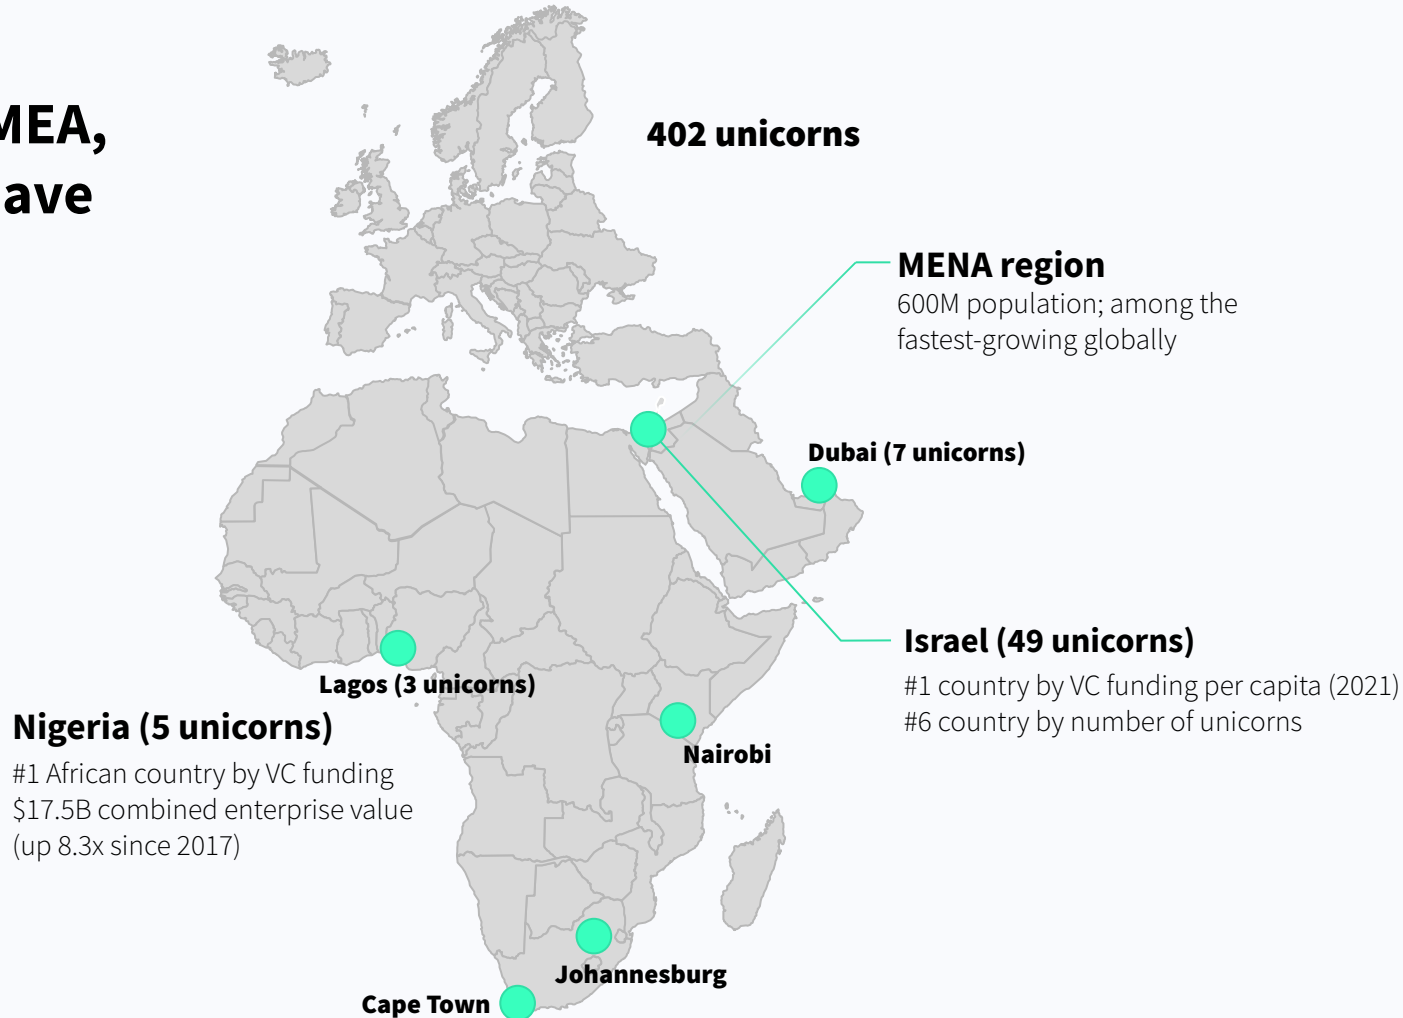 MEA,
ave
402 unicorns
MENA region
600M population; among the
fastest-growing globally
Dubai (7 unicorns)
Israel (49 unicorns)
#1 country by VC funding per capita (2021)
#6 country by number of unicorns
Lagos (3 unicorns)
Nigeria (5 unicorns)
#1 African country by VC funding
$17.5B combined enterprise value
(up 8.3x since 2017)
Nairobi
Johannesburg
Cape Town